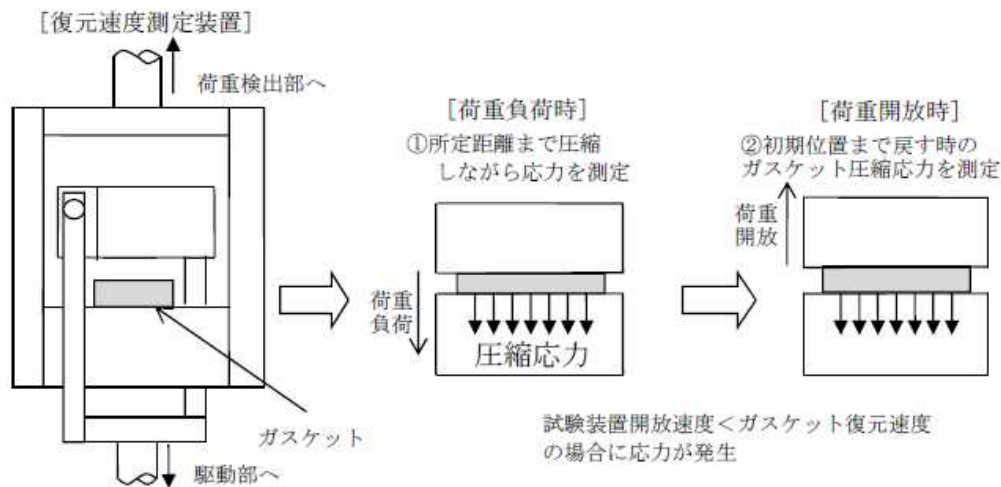 [復元速度測定装置]
荷重検出部へ
ガスケット
駆動部へ
[荷重負荷時]
①所定距離まで圧縮
しながら応力を測定
荷重
負荷
圧縮応力
[荷重開放時]
②初期位置まで戻す時の
ガスケット圧縮応力を測定
荷重
開放
試験装置開放速度＜ガスケット復元速度
の場合に応力が発生